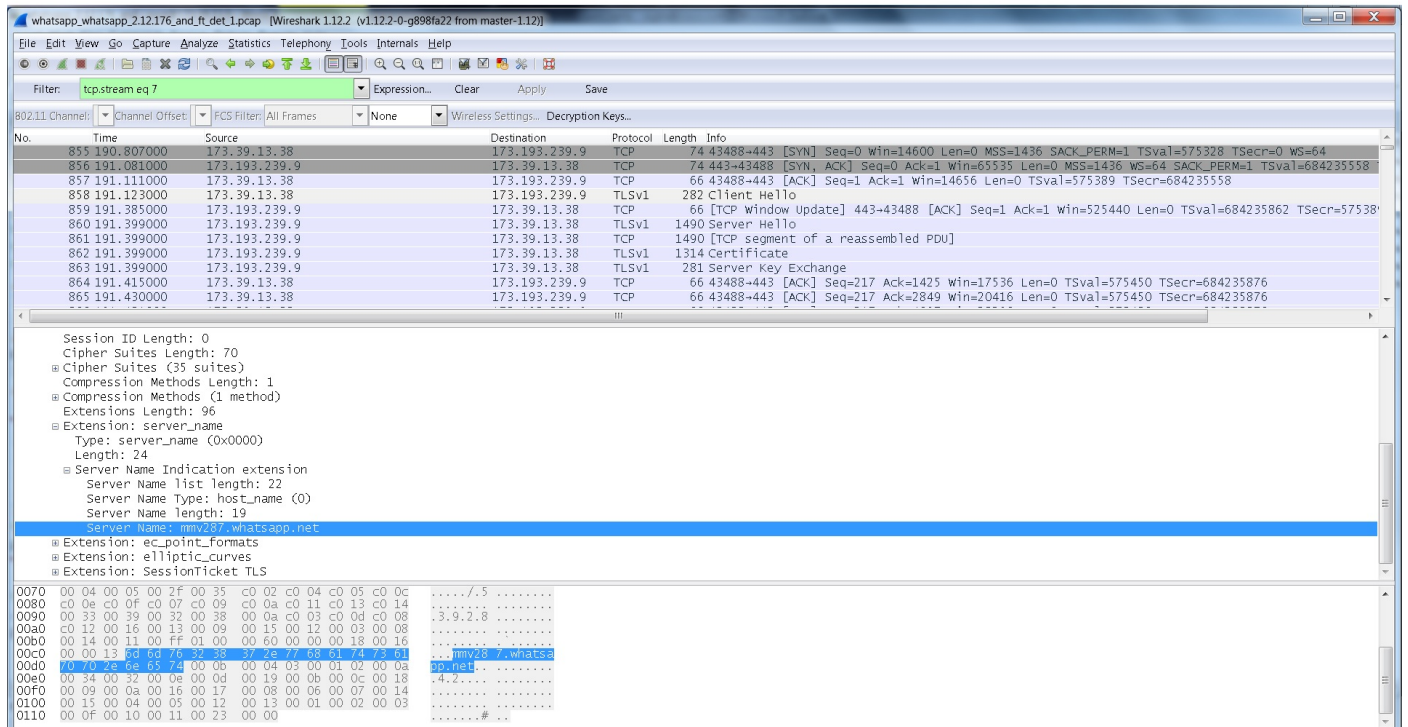 whatsapp_whatsapp_2.12.176_and_ft_det_1.pcap [Wireshark 1.12.2 (v1.12.2-0-g898fa22 from master-1.12)]
File Edit View Go Capture Analyze Statistics Telephony Tools Internals Help
Filter: tcp.stream eq 7 Expression... Clear Apply Save
802.11 Channel: Channel Offset: FCS Filter: All Frames None Wireless Settings... Decryption Keys...
No. Time Source Destination Protocol Length Info
855 190.807000 173.39.13.38 173.193.239.9 TCP 74 43488→443 [SYN] Seq=0 Win=14600 Len=0 MSS=1436 SACK_PERM=1 TSval=575328 TSecr=0 WS=64
856 191.081000 173.193.239.9 173.39.13.38 TCP 74 443→43488 [SYN, ACK] Seq=0 Ack=1 Win=65535 Len=0 MSS=1436 WS=64 SACK_PERM=1 TSval=684235558
857 191.111000 173.39.13.38 173.193.239.9 TCP 66 43488→443 [ACK] Seq=1 Ack=1 Win=14656 Len=0 TSval=575389 TSecr=684235558
858 191.123000 173.39.13.38 173.193.239.9 TLSv1 282 Client Hello
859 191.385000 173.193.239.9 173.39.13.38 TCP 66 [TCP Window Update] 443→43488 [ACK] Seq=1 Ack=1 Win=525440 Len=0 TSval=684235862 TSecr=57538
860 191.399000 173.193.239.9 173.39.13.38 TLSv1 1490 Server Hello
861 191.399000 173.193.239.9 173.39.13.38 TCP 1490 [TCP segment of a reassembled PDU]
862 191.399000 173.193.239.9 173.39.13.38 TLSv1 1314 Certificate
863 191.399000 173.193.239.9 173.39.13.38 TLSv1 281 Server Key Exchange
864 191.415000 173.39.13.38 173.193.239.9 TCP 66 43488→443 [ACK] Seq=217 Ack=1425 Win=17536 Len=0 TSval=575450 TSecr=684235876
865 191.430000 173.39.13.38 173.193.239.9 TCP 66 43488→443 [ACK] Seq=217 Ack=2849 Win=20416 Len=0 TSval=575450 TSecr=684235876
Session ID Length: 0
Cipher Suites Length: 70
Cipher Suites (35 suites)
Compression Methods Length: 1
Compression Methods (1 method)
Extensions Length: 96
Extension: server_name
Type: server_name (0x0000)
Length: 24
Server Name Indication extension
Server Name list length: 22
Server Name Type: host_name (0)
Server Name length: 19
Server Name: mmv287.whatsapp.net
Extension: ec_point_formats
Extension: elliptic_curves
Extension: SessionTicket TLS
0070 00 04 00 05 00 2f 00 35 c0 02 c0 04 c0 05 c0 0c ...../.5 ........
0080 c0 0e c0 0f c0 07 c0 09 c0 0a c0 11 c0 13 c0 14 ........ ........
0090 00 33 00 39 00 32 00 38 00 0a c0 03 c0 0d c0 08 .3.9.2.8 ........
00a0 c0 12 00 16 00 13 00 09 00 15 00 12 00 03 00 08 ........ ........
00b0 00 14 00 11 00 ff 01 00 00 60 00 00 00 18 00 16 ........ .`......
00c0 00 00 13 6d 6d 76 32 38 37 2e 77 68 61 74 73 61 ...mmv28 7.whatsa
00d0 70 70 2e 6e 65 74 00 0b 00 04 03 00 01 02 00 0a pp.net.. ........
00e0 00 34 00 32 00 0e 00 0d 00 19 00 0b 00 0c 00 18 .4.2.... ........
00f0 00 09 00 0a 00 16 00 17 00 08 00 06 00 07 00 14 ........ ........
0100 00 15 00 04 00 05 00 12 00 13 00 01 00 02 00 03 ........ ........
0110 00 0f 00 10 00 11 00 23 00 00 .......# ..